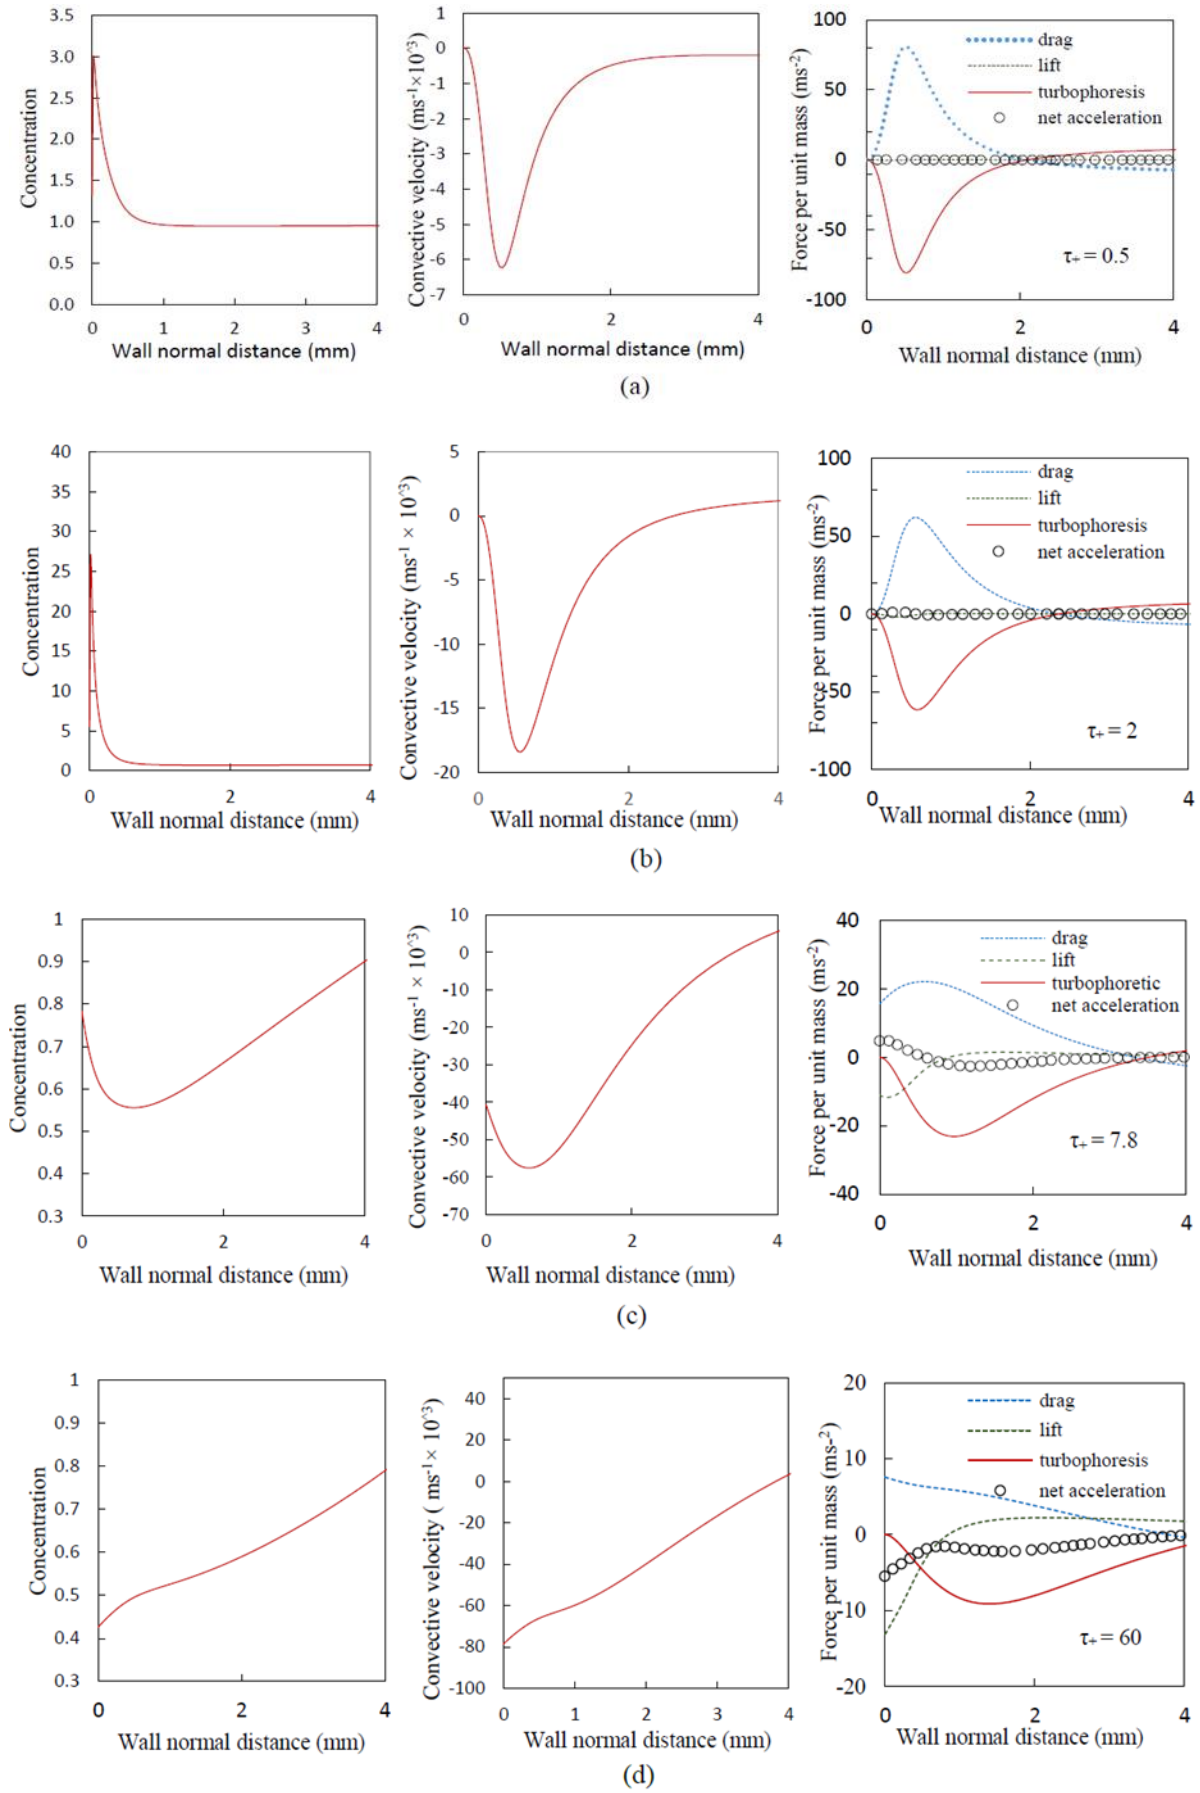 3.5
3.0
2.5
2.0
1.5
1.0
0.5
0.0
Concentration
0 1 2 3 4
Wall normal distance (mm)
1
0
-1
-2
-3
-4
-5
-6
-7
Convective velocity (ms⁻¹×10^³)
0 2 4
Wall normal distance (mm)
100
50
0
-50
-100
Force per unit mass (ms⁻²)
drag
lift
turbophoresis
net acceleration
τ₊ = 0.5
0 2 4
Wall normal distance (mm)
(a)
40
35
30
25
20
15
10
5
0
Concentration
0 2 4
Wall normal distance (mm)
5
0
-5
-10
-15
-20
Convective velocity (ms⁻¹ × 10^³)
0 2 4
Wall normal distance (mm)
100
50
0
-50
-100
Force per unit mass (ms⁻²)
drag
lift
turbophoresis
net acceleration
τ₊ = 2
0 2 4
Wall normal distance (mm)
(b)
1
0.9
0.8
0.7
0.6
0.5
0.4
0.3
Concentration
0 2 4
Wall normal distance (mm)
10
0
-10
-20
-30
-40
-50
-60
-70
Convective velocity (ms⁻¹ × 10^³)
0 2 4
Wall normal distance (mm)
40
20
0
-20
-40
Force per unit mass (ms⁻²)
drag
lift
turbophoretic
net acceleration
τ₊ = 7.8
0 2 4
Wall normal distance (mm)
(c)
1
0.9
0.8
0.7
0.6
0.5
0.4
0.3
Concentration
0 2 4
Wall normal distance (mm)
40
20
0
-20
-40
-60
-80
-100
Convective velocity ( ms⁻¹ × 10^³)
0 1 2 3 4
Wall normal distance (mm)
20
10
0
-10
-20
Force per unit mass (ms-²)
drag
lift
turbophoresis
net acceleration
τ₊ = 60
0 2 4
Wall normal distance (mm)
(d)